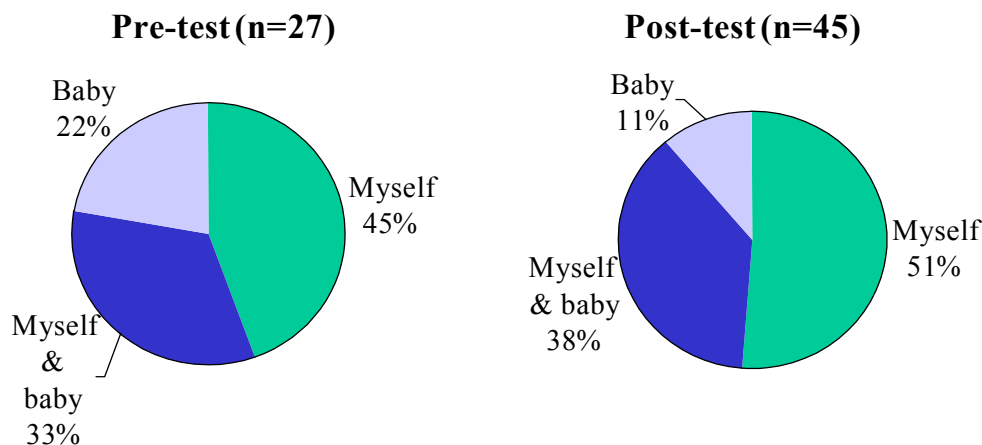 Pre-test (n=27)
Baby
22%
Myself
45%
Myself
&
baby
33%
Post-test (n=45)
Baby
11%
Myself
51%
Myself
& baby
38%